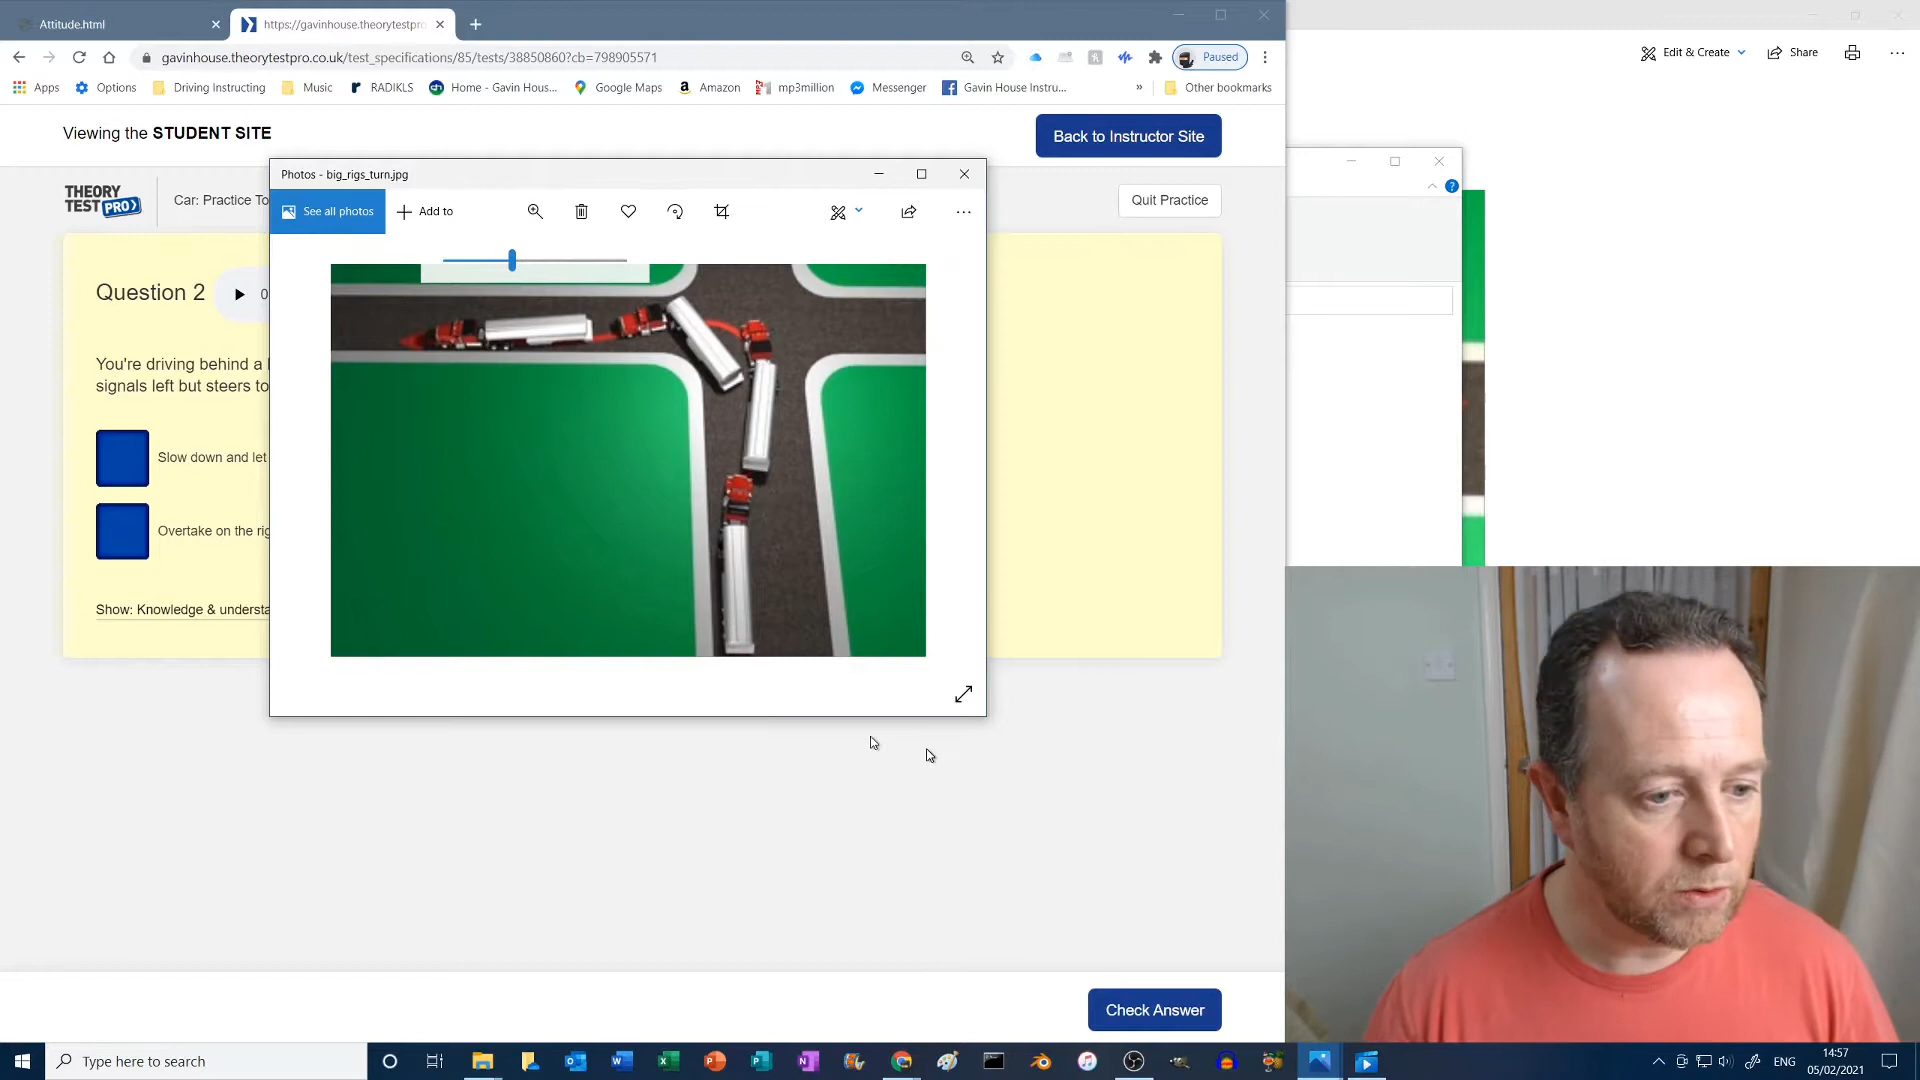 Attitude.html
https://gavinhouse.theorytestpro
gavinhouse.theorytestpro.co.uk/test_specifications/85/tests/38850860?cb=798905571
Paused
Edit & Create
Share
Apps
Options
Driving Instructing
Music
RADIKLS
Home - Gavin Hous...
Google Maps
Amazon
mp3million
Messenger
Gavin House Instru...
»
Other bookmarks
Viewing the STUDENT SITE
Back to Instructor Site
Photos - big_rigs_turn.jpg
THEORY
TEST PRO
Car: Practice To
See all photos
Add to
Quit Practice
Question 2
0
You're driving behind a
signals left but steers to
Slow down and let
Overtake on the rig
Show: Knowledge & understa
Check Answer
Type here to search
ENG
14:57
05/02/2021